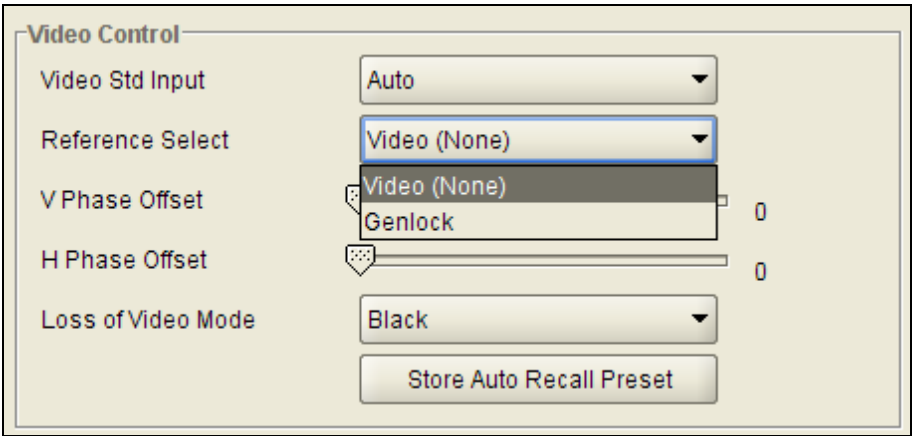 Video Control
Video Std Input Auto
Reference Select Video (None)
Video (None)
V Phase Offset 0
Genlock
H Phase Offset 0
Loss of Video Mode Black
Store Auto Recall Preset